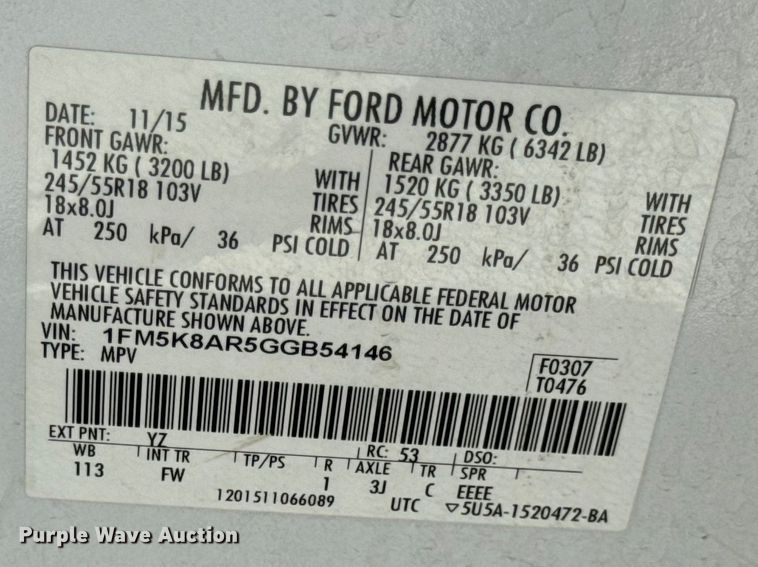 MFD. BY FORD MOTOR CO.
DATE: 11/15 GVWR: 2877 KG ( 6342 LB)
FRONT GAWR: REAR GAWR:
1452 KG ( 3200 LB) WITH 1520 KG ( 3350 LB) WITH
245/55R18 103V TIRES 245/55R18 103V TIRES
18x8.0J RIMS 18x8.0J RIMS
AT 250 kPa/ 36 PSI COLD AT 250 kPa/ 36 PSI COLD
THIS VEHICLE CONFORMS TO ALL APPLICABLE FEDERAL MOTOR
VEHICLE SAFETY STANDARDS IN EFFECT ON THE DATE OF
MANUFACTURE SHOWN ABOVE.
VIN: 1FM5K8AR5GGB54146
TYPE: MPV F0307
T0476
EXT PNT: YZ RC: 53 DSO:
WB INT TR TP/PS R AXLE TR SPR
113 FW 1 3J C EEEE
1201511066089 UTC ▽5U5A-1520472-BA
Purple Wave Auction